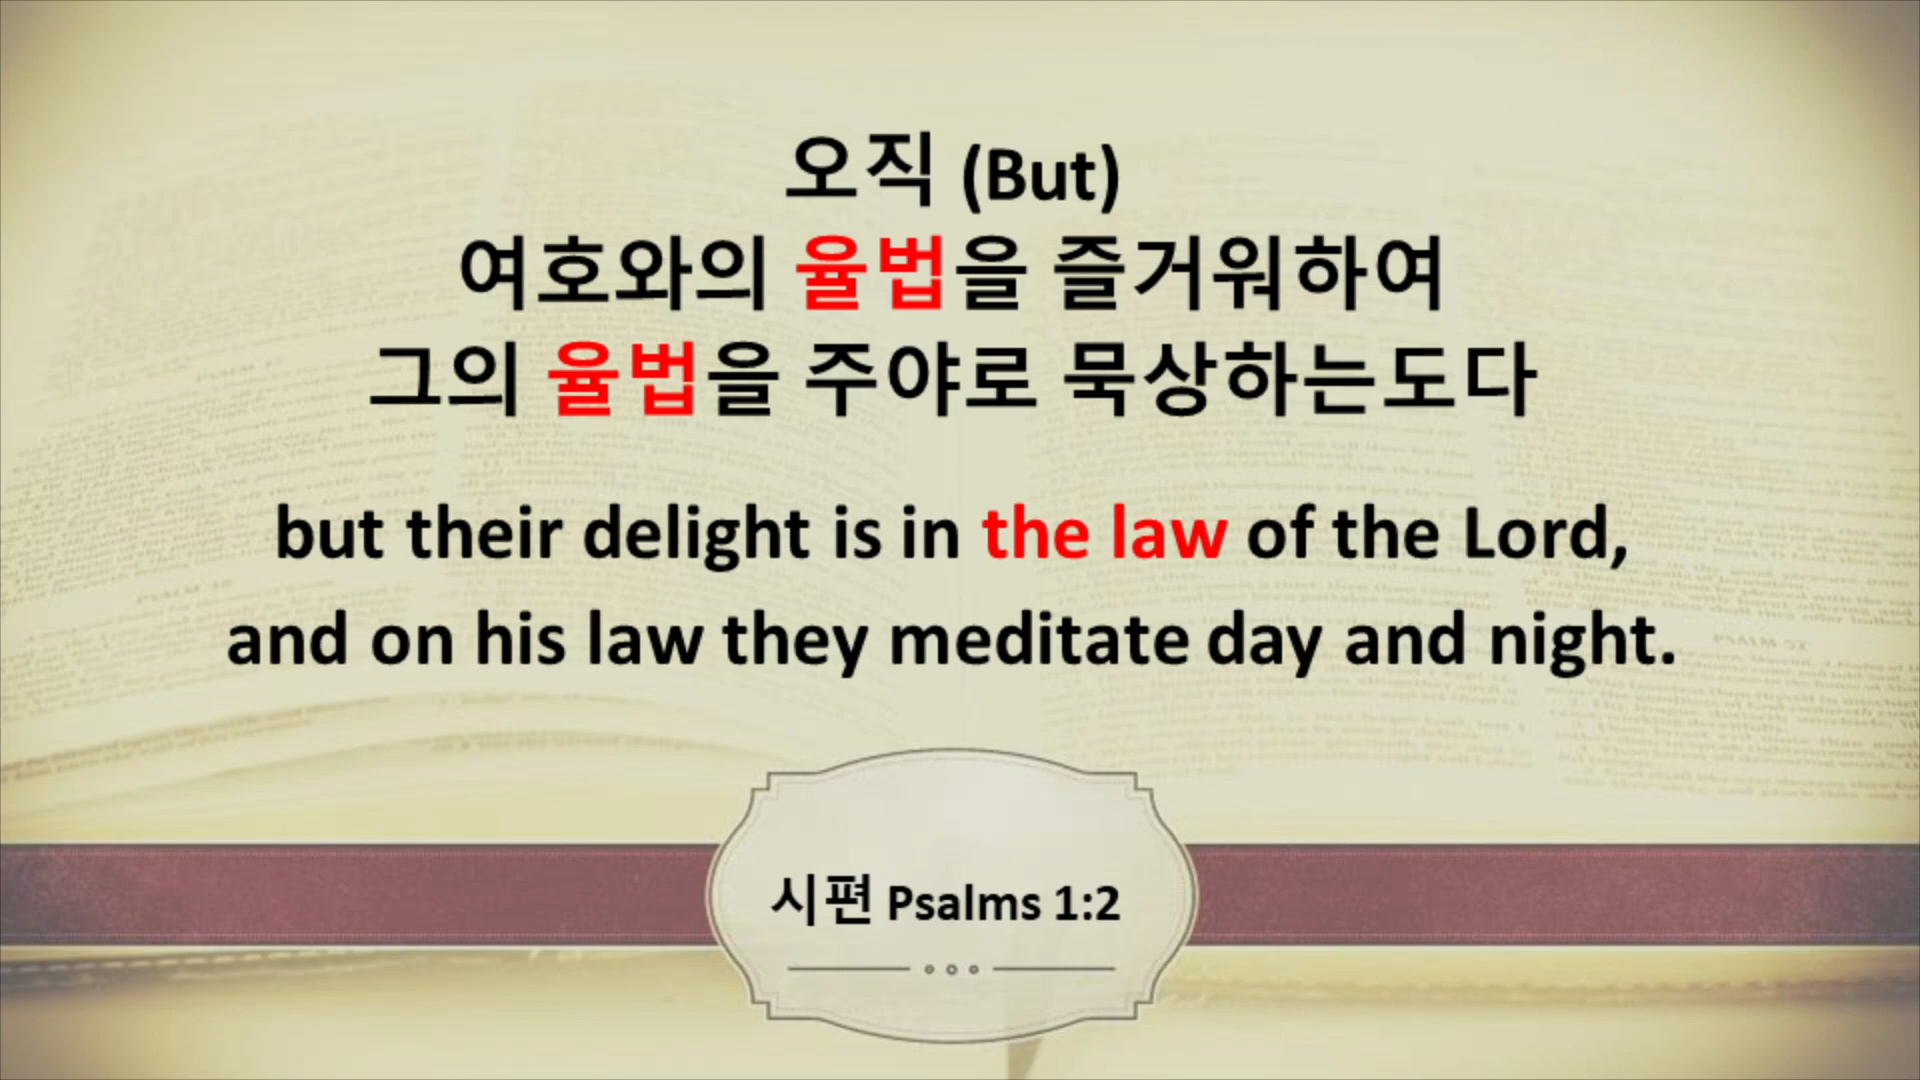 오직 (But)
여호와의 율법을 즐거워하여
그의 율법을 주야로 묵상하는도다
but their delight is in the law of the Lord,
and on his law they meditate day and night.
시편 Psalms 1:2